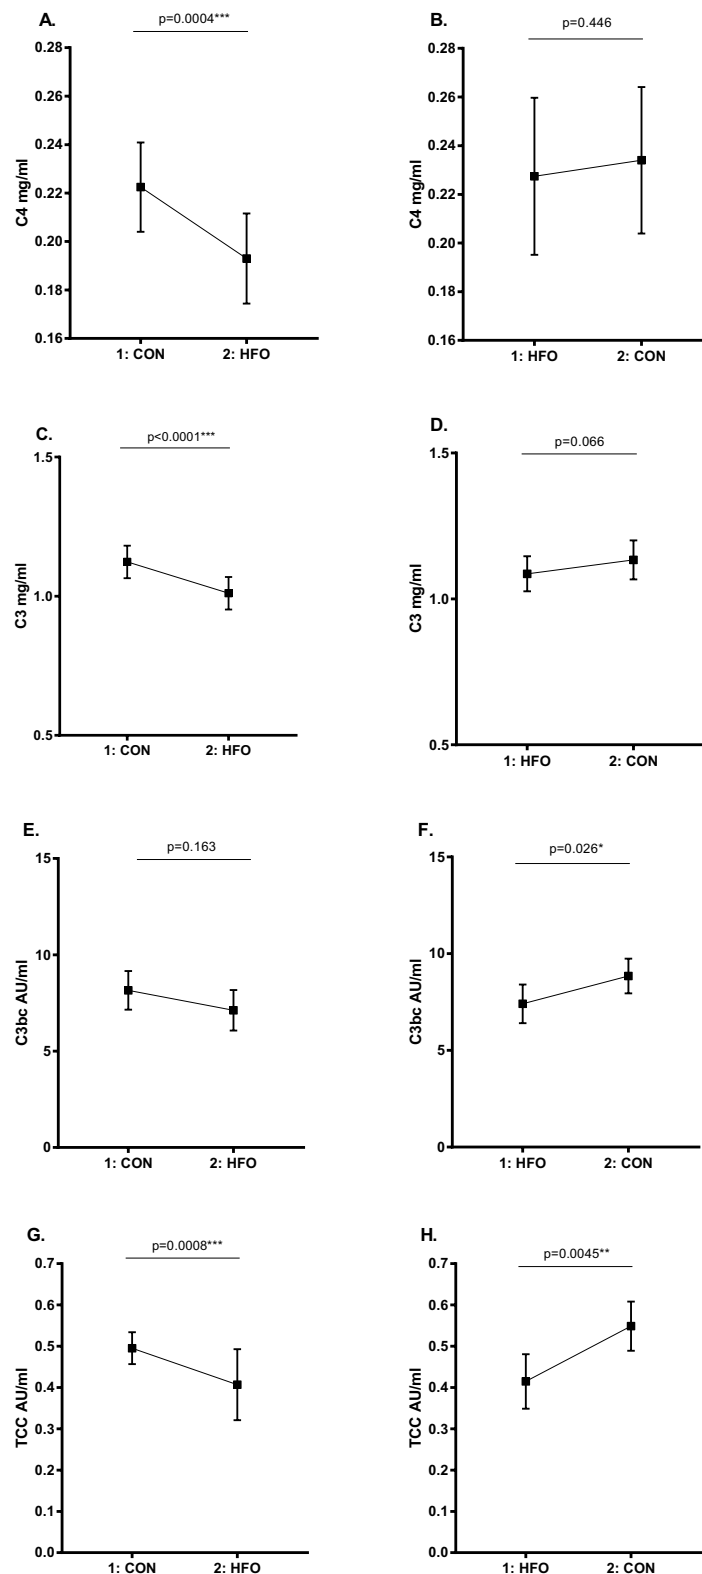 A.
p=0.0004***
C4 mg/ml
0.28
0.26
0.24
0.22
0.20
0.18
0.16
1: CON
2: HFO
B.
p=0.446
C4 mg/ml
0.28
0.26
0.24
0.22
0.20
0.18
0.16
1: HFO
2: CON
C.
p<0.0001***
C3 mg/ml
1.5
1.0
0.5
1: CON
2: HFO
D.
p=0.066
C3 mg/ml
1.5
1.0
0.5
1: HFO
2: CON
E.
p=0.163
C3bc AU/ml
15
10
5
0
1: CON
2: HFO
F.
p=0.026*
C3bc AU/ml
15
10
5
0
1: HFO
2: CON
G.
p=0.0008***
TCC AU/ml
0.7
0.6
0.5
0.4
0.3
0.2
0.1
0.0
1: CON
2: HFO
H.
p=0.0045**
TCC AU/ml
0.7
0.6
0.5
0.4
0.3
0.2
0.1
0.0
1: HFO
2: CON